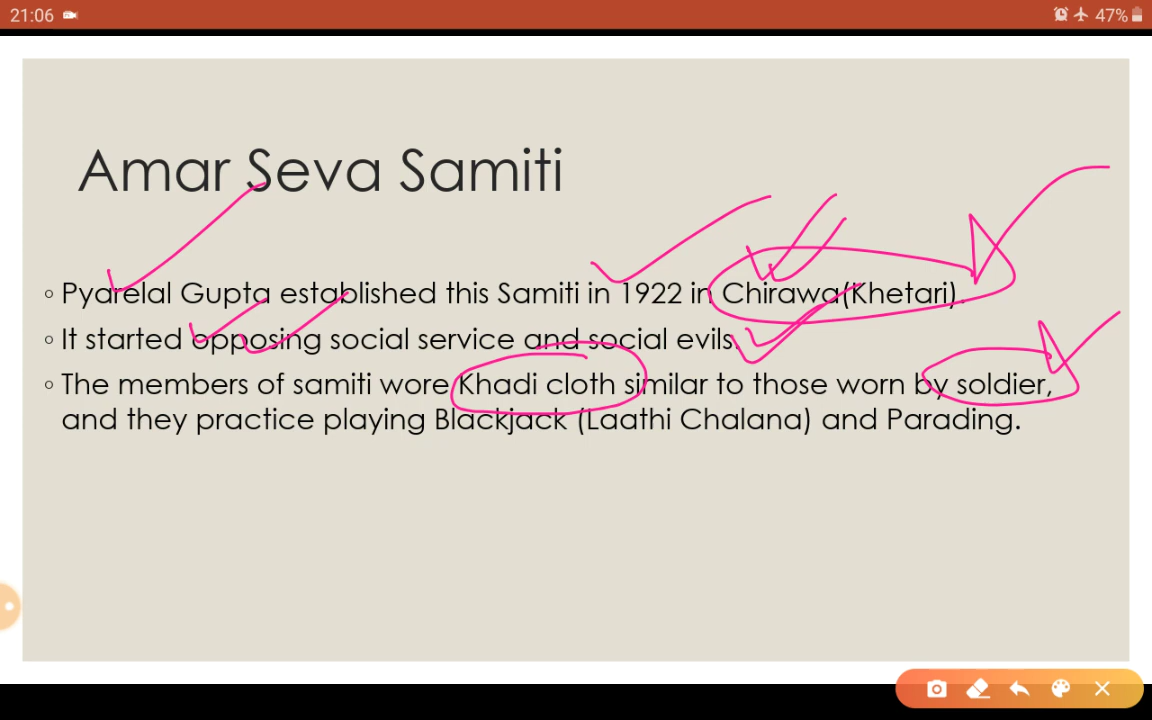 21:06
47%
Amar Seva Samiti
◦ Pyarelal Gupta established this Samiti in 1922 in Chirawa(Khetari).
◦ It started opposing social service and social evils.
◦ The members of samiti wore Khadi cloth similar to those worn by soldier,
and they practice playing Blackjack (Laathi Chalana) and Parading.